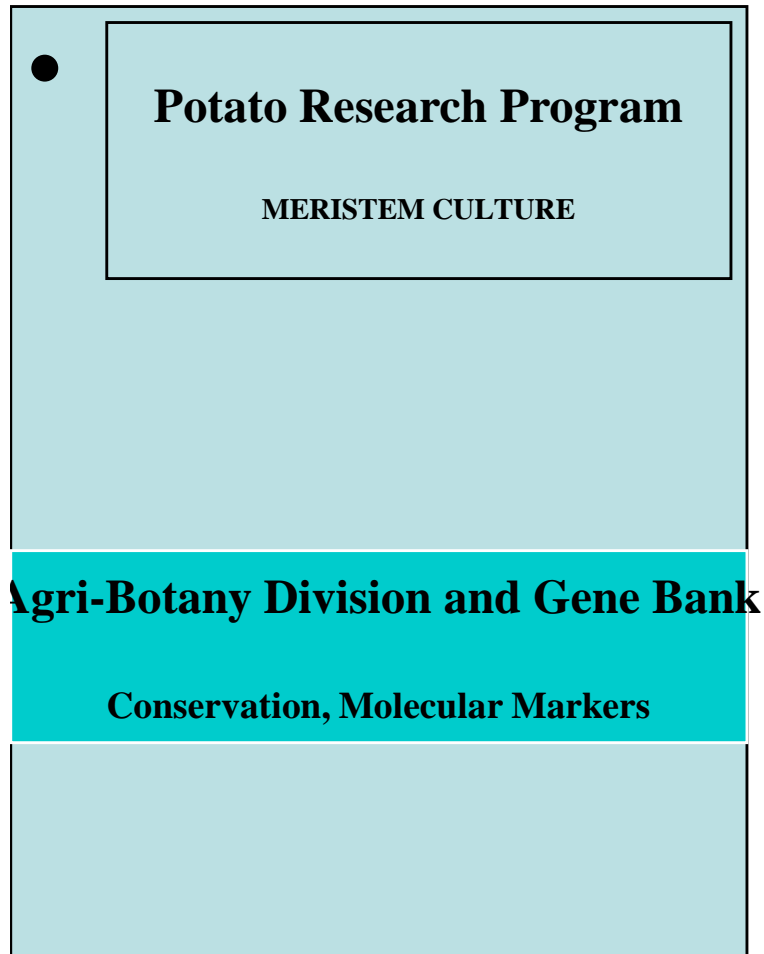 Potato Research Program
MERISTEM CULTURE
Agri-Botany Division and Gene Bank
Conservation, Molecular Markers